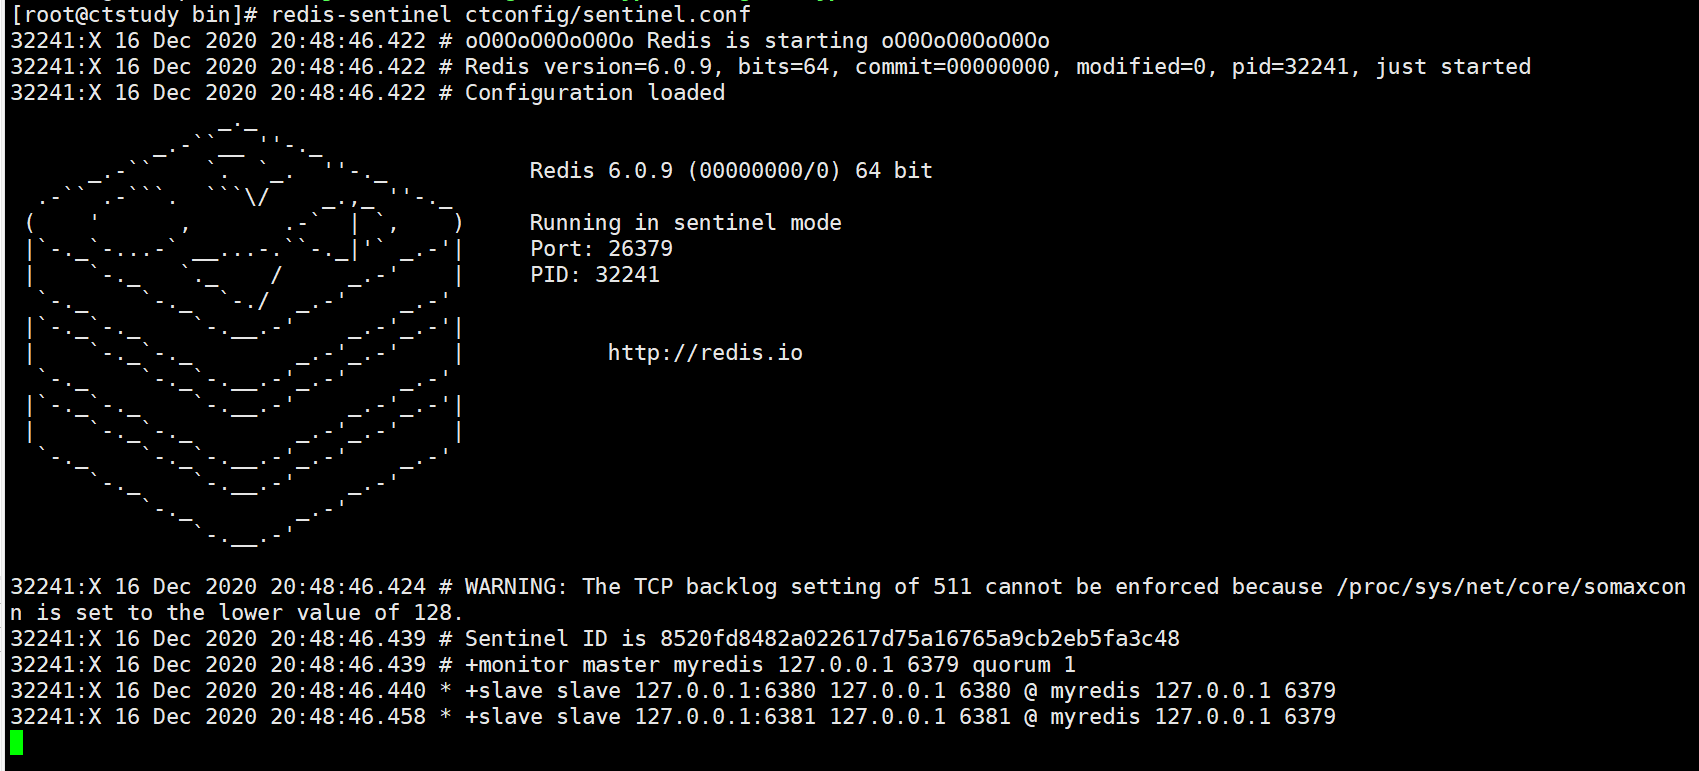 [root@ctstudy bin]# redis-sentinel ctconfig/sentinel.conf
32241:X 16 Dec 2020 20:48:46.422 # oO0OoO0OoO0Oo Redis is starting oO0OoO0OoO0Oo
32241:X 16 Dec 2020 20:48:46.422 # Redis version=6.0.9, bits=64, commit=00000000, modified=0, pid=32241, just started
32241:X 16 Dec 2020 20:48:46.422 # Configuration loaded
Redis 6.0.9 (00000000/0) 64 bit
Running in sentinel mode
Port: 26379
PID: 32241
http://redis.io
32241:X 16 Dec 2020 20:48:46.424 # WARNING: The TCP backlog setting of 511 cannot be enforced because /proc/sys/net/core/somaxcon
n is set to the lower value of 128.
32241:X 16 Dec 2020 20:48:46.439 # Sentinel ID is 8520fd8482a022617d75a16765a9cb2eb5fa3c48
32241:X 16 Dec 2020 20:48:46.439 # +monitor master myredis 127.0.0.1 6379 quorum 1
32241:X 16 Dec 2020 20:48:46.440 * +slave slave 127.0.0.1:6380 127.0.0.1 6380 @ myredis 127.0.0.1 6379
32241:X 16 Dec 2020 20:48:46.458 * +slave slave 127.0.0.1:6381 127.0.0.1 6381 @ myredis 127.0.0.1 6379